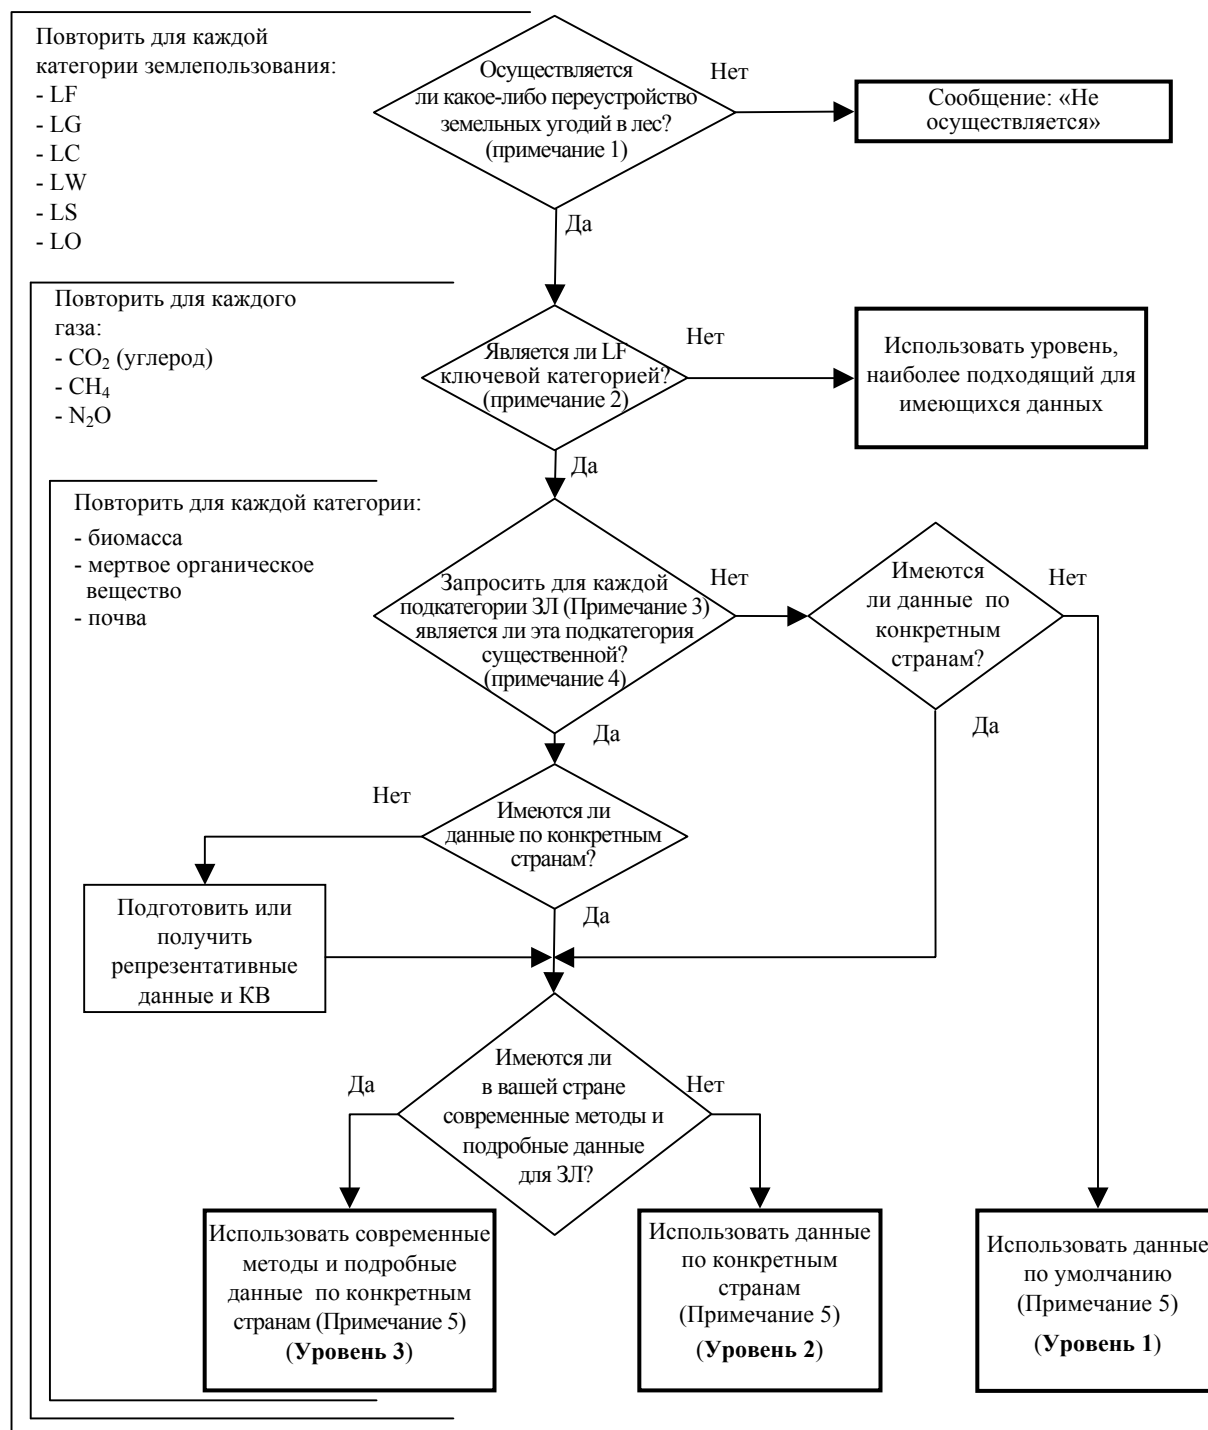 Повторить для каждой
категории землепользования:
- LF
- LG
- LC
- LW
- LS
- LO
Осуществляется
ли какое-либо переустройство
земельных угодий в лес?
(примечание 1)
Нет
Сообщение: «Не
осуществляется»
Да
Повторить для каждого
газа:
- CO₂ (углерод)
- CH₄
- N₂O
Является ли LF
ключевой категорией?
(примечание 2)
Нет
Использовать уровень,
наиболее подходящий для
имеющихся данных
Да
Повторить для каждой категории:
- биомасса
- мертвое органическое
вещество
- почва
Запросить для каждой
подкатегории ЗЛ (Примечание 3)
является ли эта подкатегория
существенной?
(примечание 4)
Нет
Имеются
ли данные по
конкретным
странам?
Нет
Да
Да
Имеются ли
данные по конкретным
странам?
Нет
Да
Подготовить или
получить
репрезентативные
данные и КВ
Имеются ли
в вашей стране
современные методы и
подробные данные
для ЗЛ?
Да
Нет
Использовать современные
методы и подробные
данные по конкретным
странам (Примечание 5)
(Уровень 3)
Использовать данные
по конкретным
странам
(Примечание 5)
(Уровень 2)
Использовать данные
по умолчанию
(Примечание 5)
(Уровень 1)